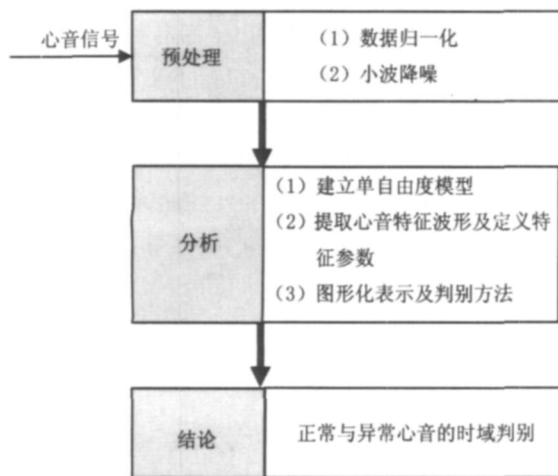 心音信号
预处理
(1) 数据归一化
(2) 小波降噪
分析
(1) 建立单自由度模型
(2) 提取心音特征波形及定义特
征参数
(3) 图形化表示及判别方法
结论
正常与异常心音的时域判别